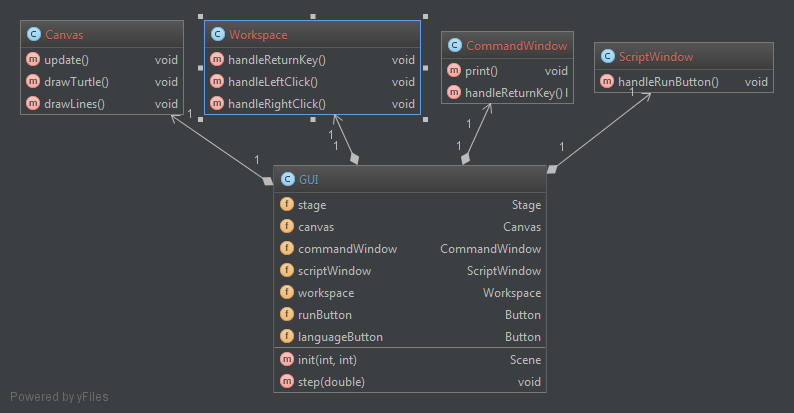 C Canvas
m update() void
m drawTurtle() void
m drawLines() void
C Workspace
m handleReturnKey() void
m handleLeftClick() void
m handleRightClick() void
C CommandWindow
m print() void
m handleReturnKey()
C ScriptWindow
m handleRunButton() void
1
1
1
1
1
1
1
1
C GUI
f stage Stage
f canvas Canvas
f commandWindow CommandWindow
f scriptWindow ScriptWindow
f workspace Workspace
f runButton Button
f languageButton Button
m init(int, int) Scene
m step(double) void
Powered by yFiles